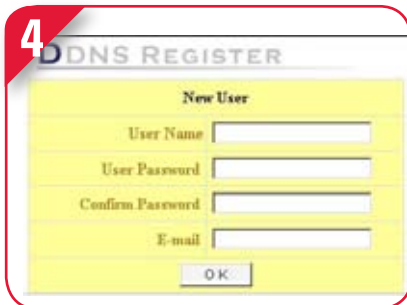 4
DDNS REGISTER
New User
User Name
User Password
Confirm Password
E-mail
OK